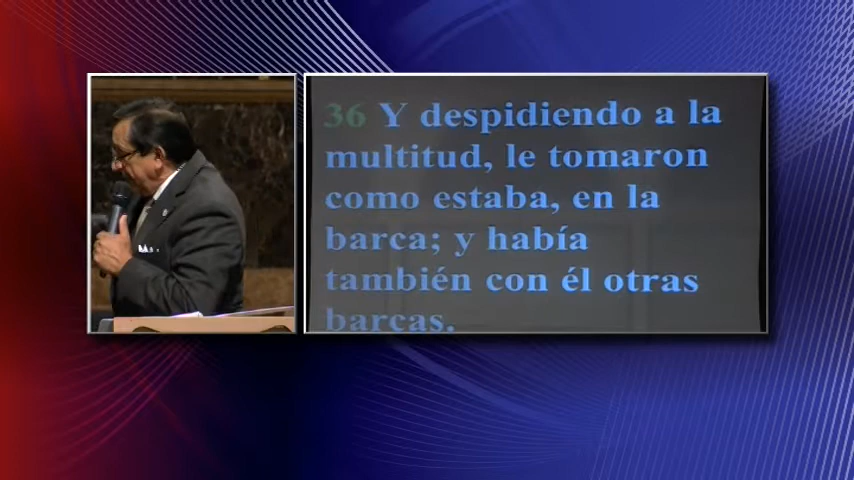 36 Y despidiendo a la
multitud, le tomaron
como estaba, en la
barca; y había
también con él otras
barcas.